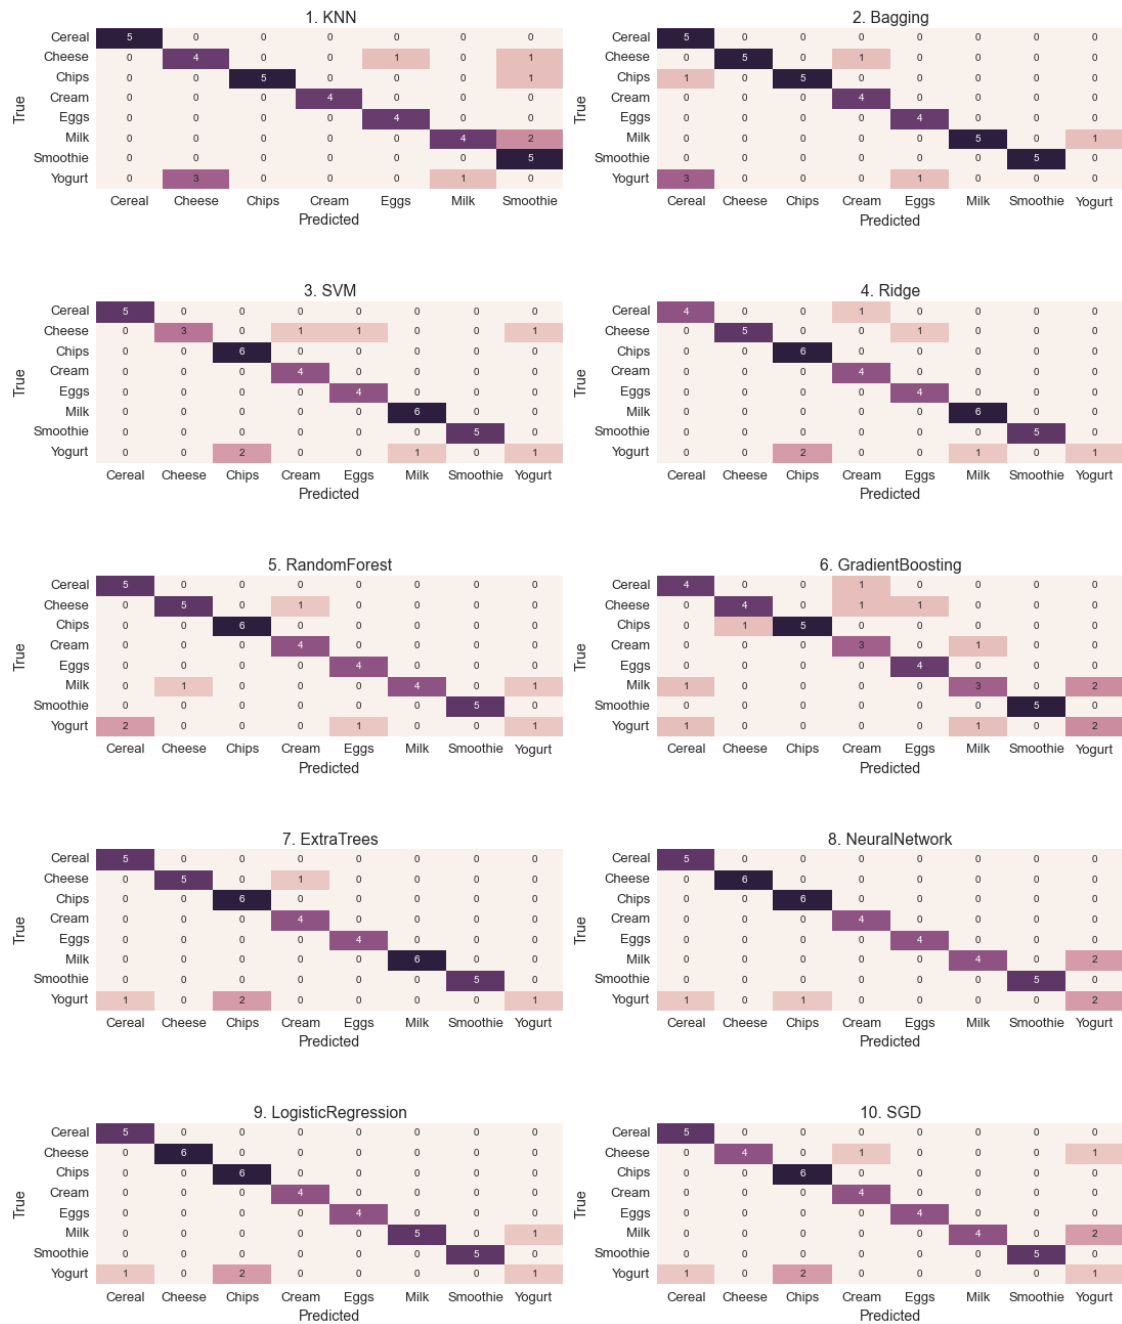 1. KNN
Cereal 5 0 0 0 0 0 0
Cheese 0 4 0 0 1 0 1
Chips 0 0 5 0 0 0 1
Cream 0 0 0 4 0 0 0
Eggs 0 0 0 0 4 0 0
Milk 0 0 0 0 0 4 2
Smoothie 0 0 0 0 0 0 5
Yogurt 0 3 0 0 0 1 0
Cereal Cheese Chips Cream Eggs Milk Smoothie
Predicted
True
2. Bagging
Cereal 5 0 0 0 0 0 0 0
Cheese 0 5 0 1 0 0 0 0
Chips 1 0 5 0 0 0 0 0
Cream 0 0 0 4 0 0 0 0
Eggs 0 0 0 0 4 0 0 0
Milk 0 0 0 0 0 5 0 1
Smoothie 0 0 0 0 0 0 5 0
Yogurt 3 0 0 0 1 0 0 0
Cereal Cheese Chips Cream Eggs Milk Smoothie Yogurt
Predicted
True
3. SVM
Cereal 5 0 0 0 0 0 0 0
Cheese 0 3 0 1 1 0 0 1
Chips 0 0 6 0 0 0 0 0
Cream 0 0 0 4 0 0 0 0
Eggs 0 0 0 0 4 0 0 0
Milk 0 0 0 0 0 6 0 0
Smoothie 0 0 0 0 0 0 5 0
Yogurt 0 0 2 0 0 1 0 1
Cereal Cheese Chips Cream Eggs Milk Smoothie Yogurt
Predicted
True
4. Ridge
Cereal 4 0 0 1 0 0 0 0
Cheese 0 5 0 0 1 0 0 0
Chips 0 0 6 0 0 0 0 0
Cream 0 0 0 4 0 0 0 0
Eggs 0 0 0 0 4 0 0 0
Milk 0 0 0 0 0 6 0 0
Smoothie 0 0 0 0 0 0 5 0
Yogurt 0 0 2 0 0 1 0 1
Cereal Cheese Chips Cream Eggs Milk Smoothie Yogurt
Predicted
True
5. RandomForest
Cereal 5 0 0 0 0 0 0 0
Cheese 0 5 0 1 0 0 0 0
Chips 0 0 6 0 0 0 0 0
Cream 0 0 0 4 0 0 0 0
Eggs 0 0 0 0 4 0 0 0
Milk 0 1 0 0 0 4 0 1
Smoothie 0 0 0 0 0 0 5 0
Yogurt 2 0 0 0 1 0 0 1
Cereal Cheese Chips Cream Eggs Milk Smoothie Yogurt
Predicted
True
6. GradientBoosting
Cereal 4 0 0 1 0 0 0 0
Cheese 0 4 0 1 1 0 0 0
Chips 0 1 5 0 0 0 0 0
Cream 0 0 0 3 0 1 0 0
Eggs 0 0 0 0 4 0 0 0
Milk 1 0 0 0 0 3 0 2
Smoothie 0 0 0 0 0 0 5 0
Yogurt 1 0 0 0 0 1 0 2
Cereal Cheese Chips Cream Eggs Milk Smoothie Yogurt
Predicted
True
7. ExtraTrees
Cereal 5 0 0 0 0 0 0 0
Cheese 0 5 0 1 0 0 0 0
Chips 0 0 6 0 0 0 0 0
Cream 0 0 0 4 0 0 0 0
Eggs 0 0 0 0 4 0 0 0
Milk 0 0 0 0 0 6 0 0
Smoothie 0 0 0 0 0 0 5 0
Yogurt 1 0 2 0 0 0 0 1
Cereal Cheese Chips Cream Eggs Milk Smoothie Yogurt
Predicted
True
8. NeuralNetwork
Cereal 5 0 0 0 0 0 0 0
Cheese 0 6 0 0 0 0 0 0
Chips 0 0 6 0 0 0 0 0
Cream 0 0 0 4 0 0 0 0
Eggs 0 0 0 0 4 0 0 0
Milk 0 0 0 0 0 4 0 2
Smoothie 0 0 0 0 0 0 5 0
Yogurt 1 0 1 0 0 0 0 2
Cereal Cheese Chips Cream Eggs Milk Smoothie Yogurt
Predicted
True
9. LogisticRegression
Cereal 5 0 0 0 0 0 0 0
Cheese 0 6 0 0 0 0 0 0
Chips 0 0 6 0 0 0 0 0
Cream 0 0 0 4 0 0 0 0
Eggs 0 0 0 0 4 0 0 0
Milk 0 0 0 0 0 5 0 1
Smoothie 0 0 0 0 0 0 5 0
Yogurt 1 0 2 0 0 0 0 1
Cereal Cheese Chips Cream Eggs Milk Smoothie Yogurt
Predicted
True
10. SGD
Cereal 5 0 0 0 0 0 0 0
Cheese 0 4 0 1 0 0 0 1
Chips 0 0 6 0 0 0 0 0
Cream 0 0 0 4 0 0 0 0
Eggs 0 0 0 0 4 0 0 0
Milk 0 0 0 0 0 4 0 2
Smoothie 0 0 0 0 0 0 5 0
Yogurt 1 0 2 0 0 0 0 1
Cereal Cheese Chips Cream Eggs Milk Smoothie Yogurt
Predicted
True